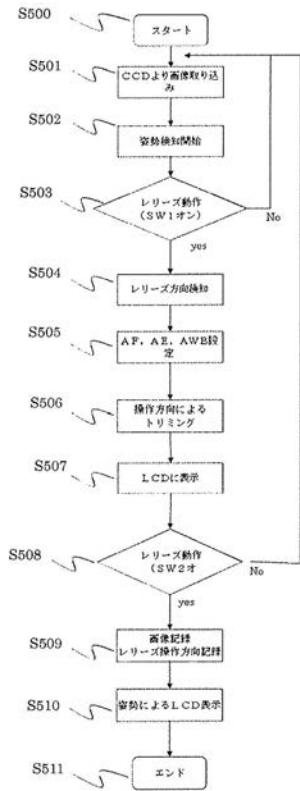 S500
スタート
S501
CCDより画像取り込
み
S502
姿勢検知開始
S503
レリーズ動作
(SW1オン)
No
yes
S504
レリーズ方向検知
S505
AF，AE，AWB設
定
S506
操作方向による
トリミング
S507
LCDに表示
S508
レリーズ動作
(SW2オ
No
yes
S509
画像記録
レリーズ操作方向記録
S510
姿勢によるLCD表示
S511
エンド